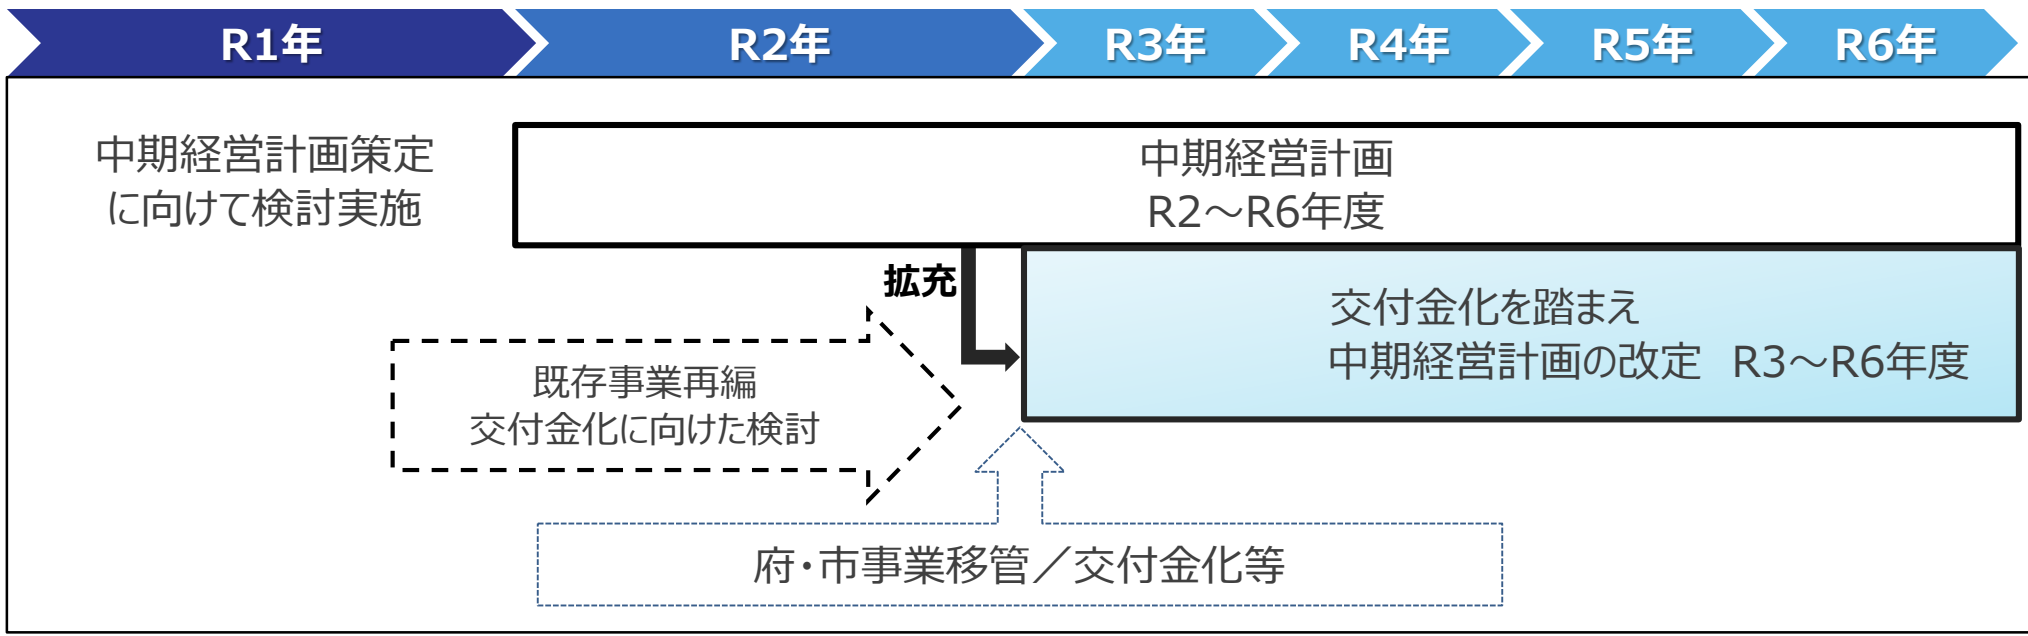 R1年
R2年
R3年
R4年
R5年
R6年
中期経営計画策定
に向けて検討実施
中期経営計画
R2～R6年度
拡充
交付金化を踏まえ
中期経営計画の改定　R3～R6年度
既存事業再編
交付金化に向けた検討
府・市事業移管／交付金化等